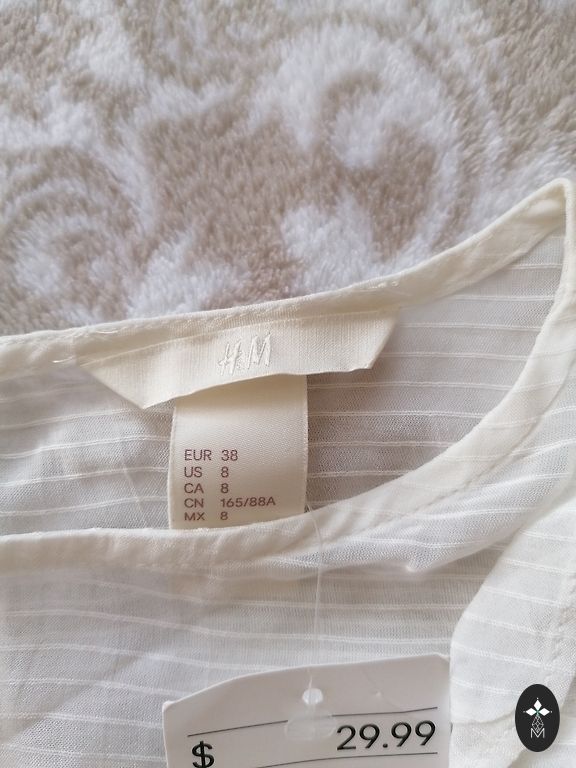 H&M
EUR 38
US 8
CA 8
CN 165/88A
MX 8
$ 29.99
M